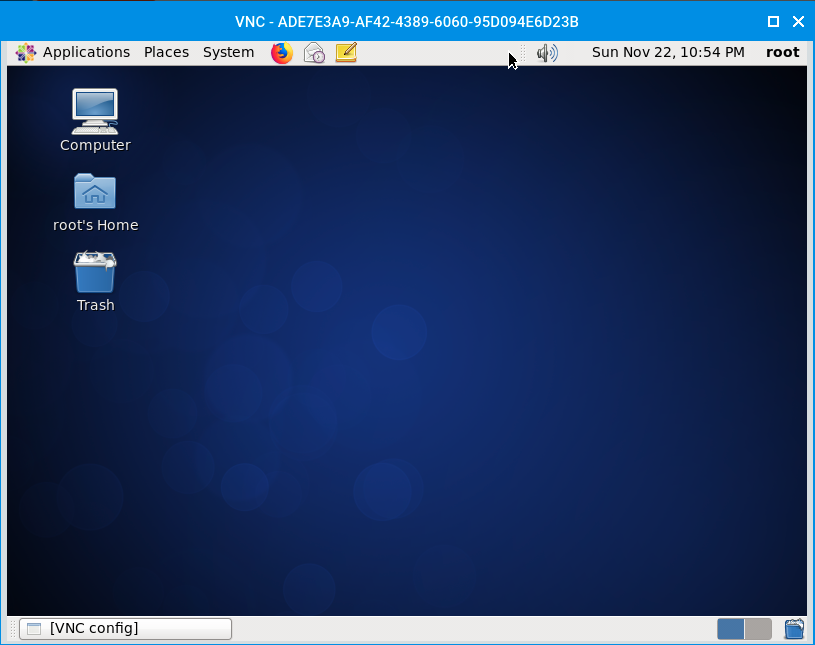 VNC - ADE7E3A9-AF42-4389-6060-95D094E6D23B
Applications Places System Sun Nov 22, 10:54 PM root
Computer
root's Home
Trash
[VNC config]